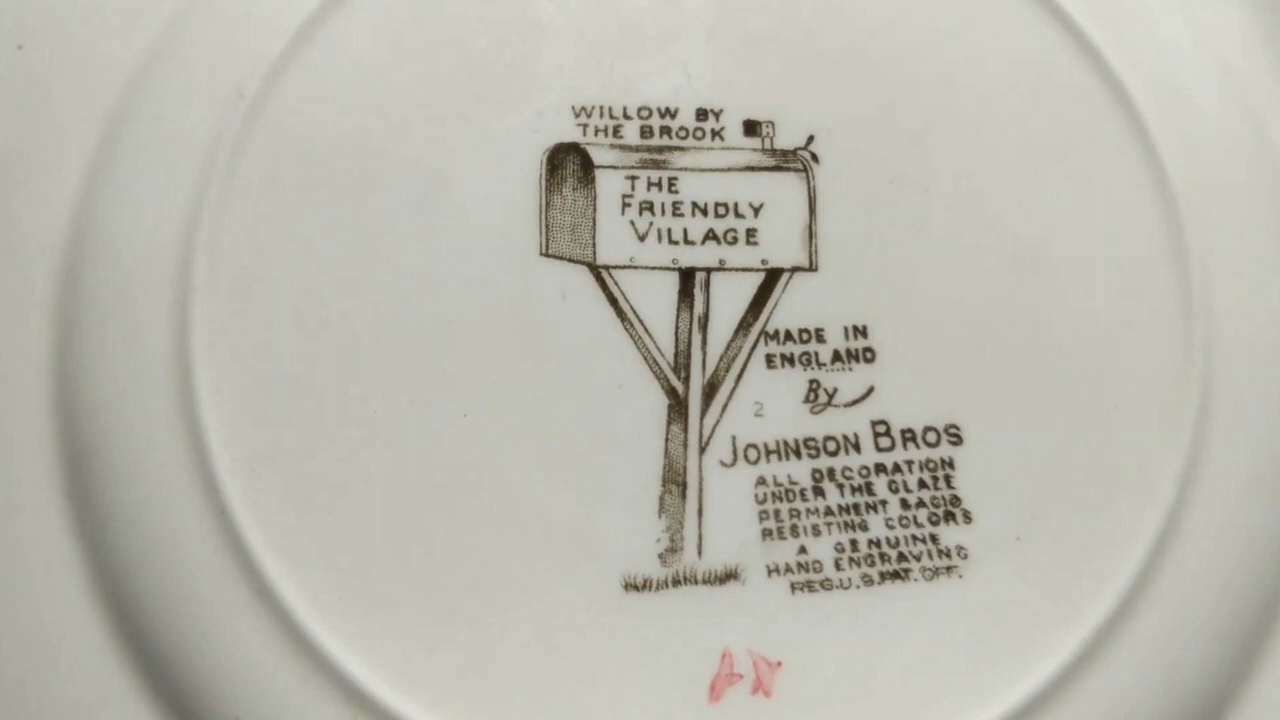 WILLOW BY
THE BROOK
THE
FRIENDLY
VILLAGE
MADE IN
ENGLAND
By
2
JOHNSON BROS
ALL DECORATION
UNDER THE GLAZE
PERMANENT & ACID
RESISTING COLORS
A GENUINE
HAND ENGRAVING
REG.U.S.PAT.OFF.